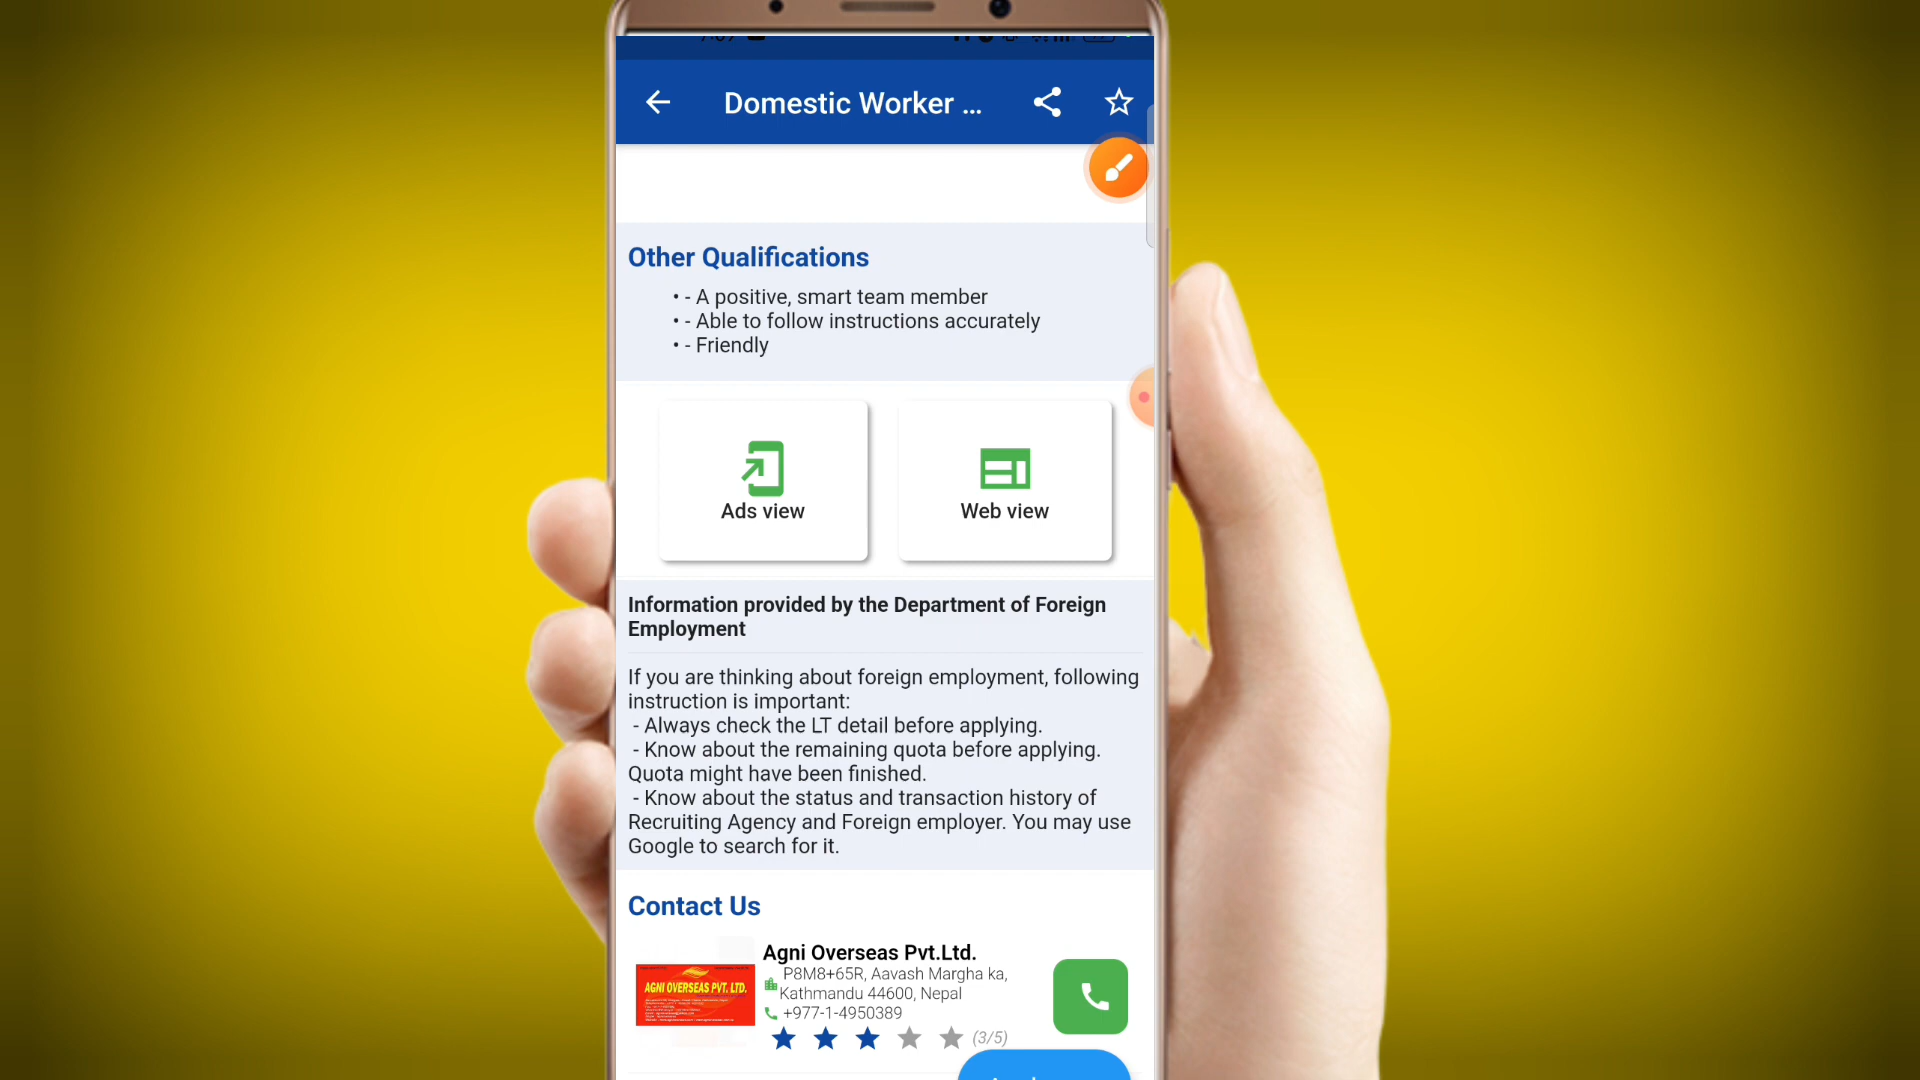 Domestic Worker ...
Other Qualifications
• - A positive, smart team member
• - Able to follow instructions accurately
• - Friendly
Ads view
Web view
Information provided by the Department of Foreign
Employment
If you are thinking about foreign employment, following
instruction is important:
- Always check the LT detail before applying.
- Know about the remaining quota before applying.
Quota might have been finished.
- Know about the status and transaction history of
Recruiting Agency and Foreign employer. You may use
Google to search for it.
Contact Us
AGNI OVERSEAS PVT. LTD.
Agni Overseas Pvt.Ltd.
P8M8+65R, Aavash Margha ka,
Kathmandu 44600, Nepal
+977-1-4950389
(3/5)